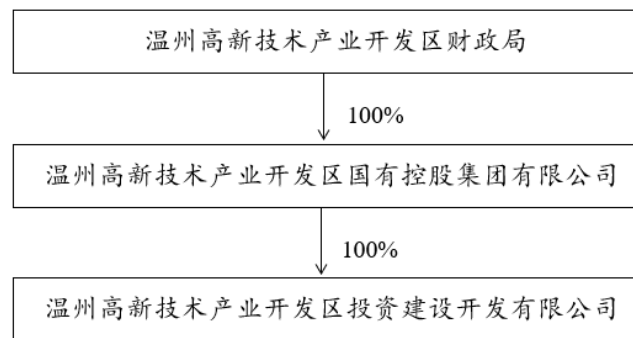 温州高新技术产业开发区财政局
100%
温州高新技术产业开发区国有控股集团有限公司
100%
温州高新技术产业开发区投资建设开发有限公司